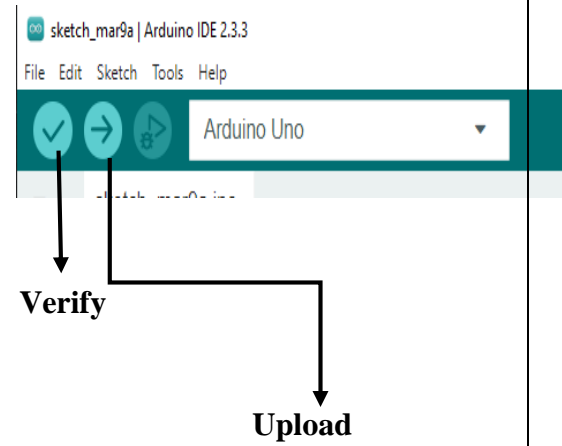 sketch_mar9a | Arduino IDE 2.3.3
File Edit Sketch Tools Help
Arduino Uno
Verify
Upload